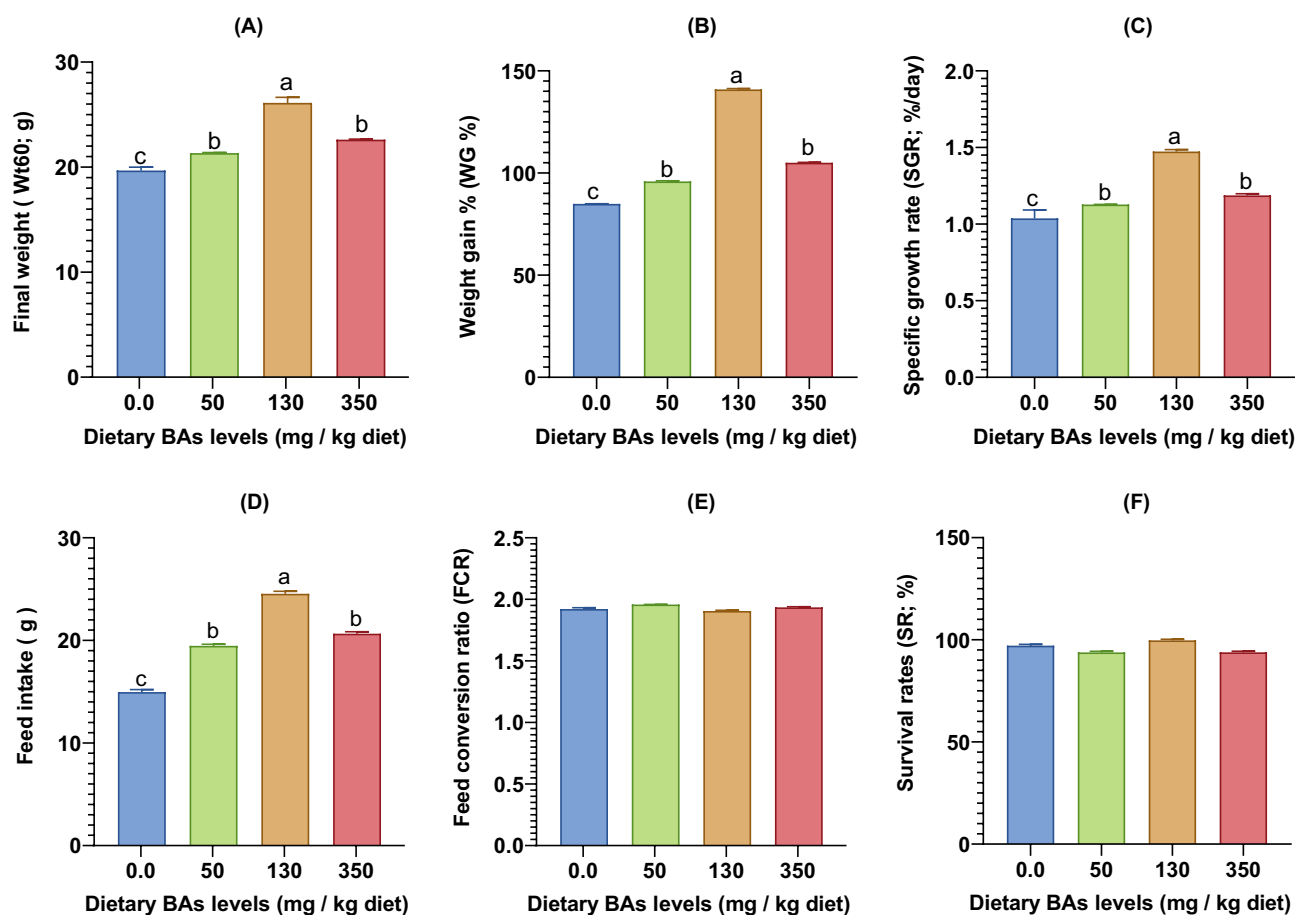 (A)
Final weight ( Wt60; g)
30
20
10
0
c
b
a
b
0.0 50 130 350
Dietary BAs levels (mg / kg diet)
(B)
Weight gain % (WG %)
150
100
50
0
c
b
a
b
0.0 50 130 350
Dietary BAs levels (mg / kg diet)
(C)
Specific growth rate (SGR; %/day)
2.0
1.5
1.0
0.5
0.0
c
b
a
b
0.0 50 130 350
Dietary BAs levels (mg / kg diet)
(D)
Feed intake ( g)
30
20
10
0
c
b
a
b
0.0 50 130 350
Dietary BAs levels (mg / kg diet)
(E)
Feed conversion ratio (FCR)
2.5
2.0
1.5
1.0
0.5
0.0
0.0 50 130 350
Dietary BAs levels (mg / kg diet)
(F)
Survival rates (SR; %)
150
100
50
0
0.0 50 130 350
Dietary BAs levels (mg / kg diet)